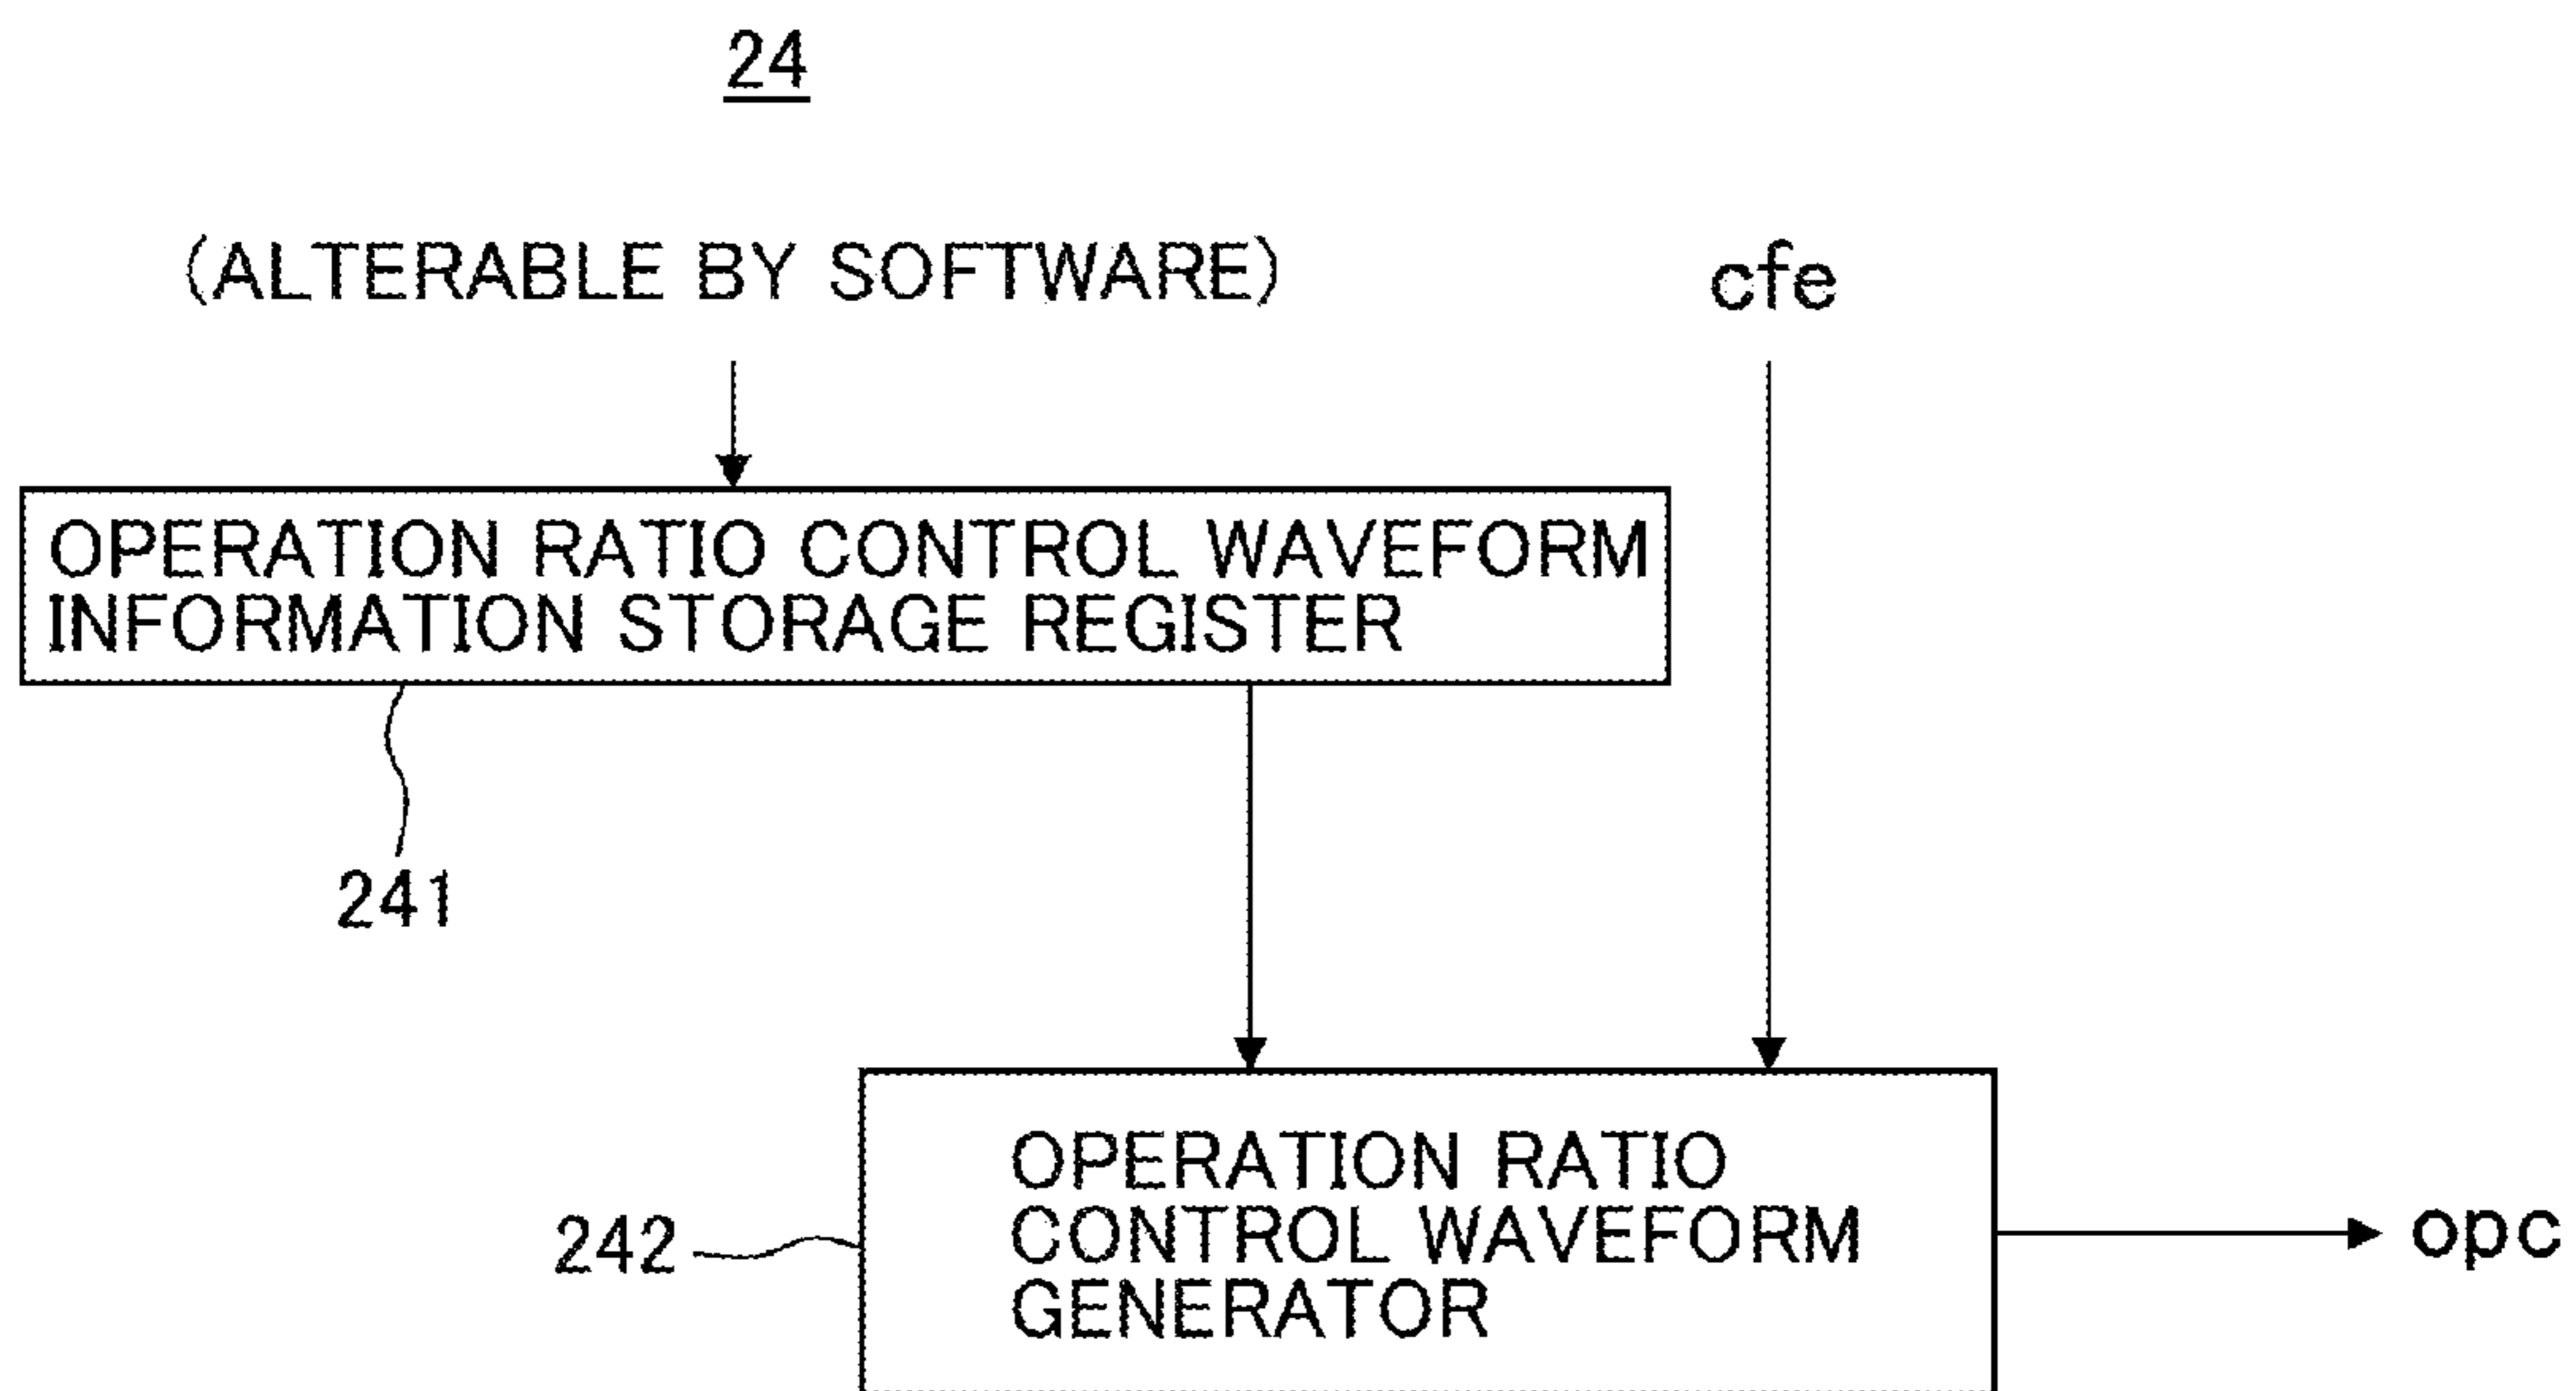 24
(ALTERABLE BY SOFTWARE)
cfe
OPERATION RATIO CONTROL WAVEFORM
INFORMATION STORAGE REGISTER
241
OPERATION RATIO
CONTROL WAVEFORM
GENERATOR
242
opc